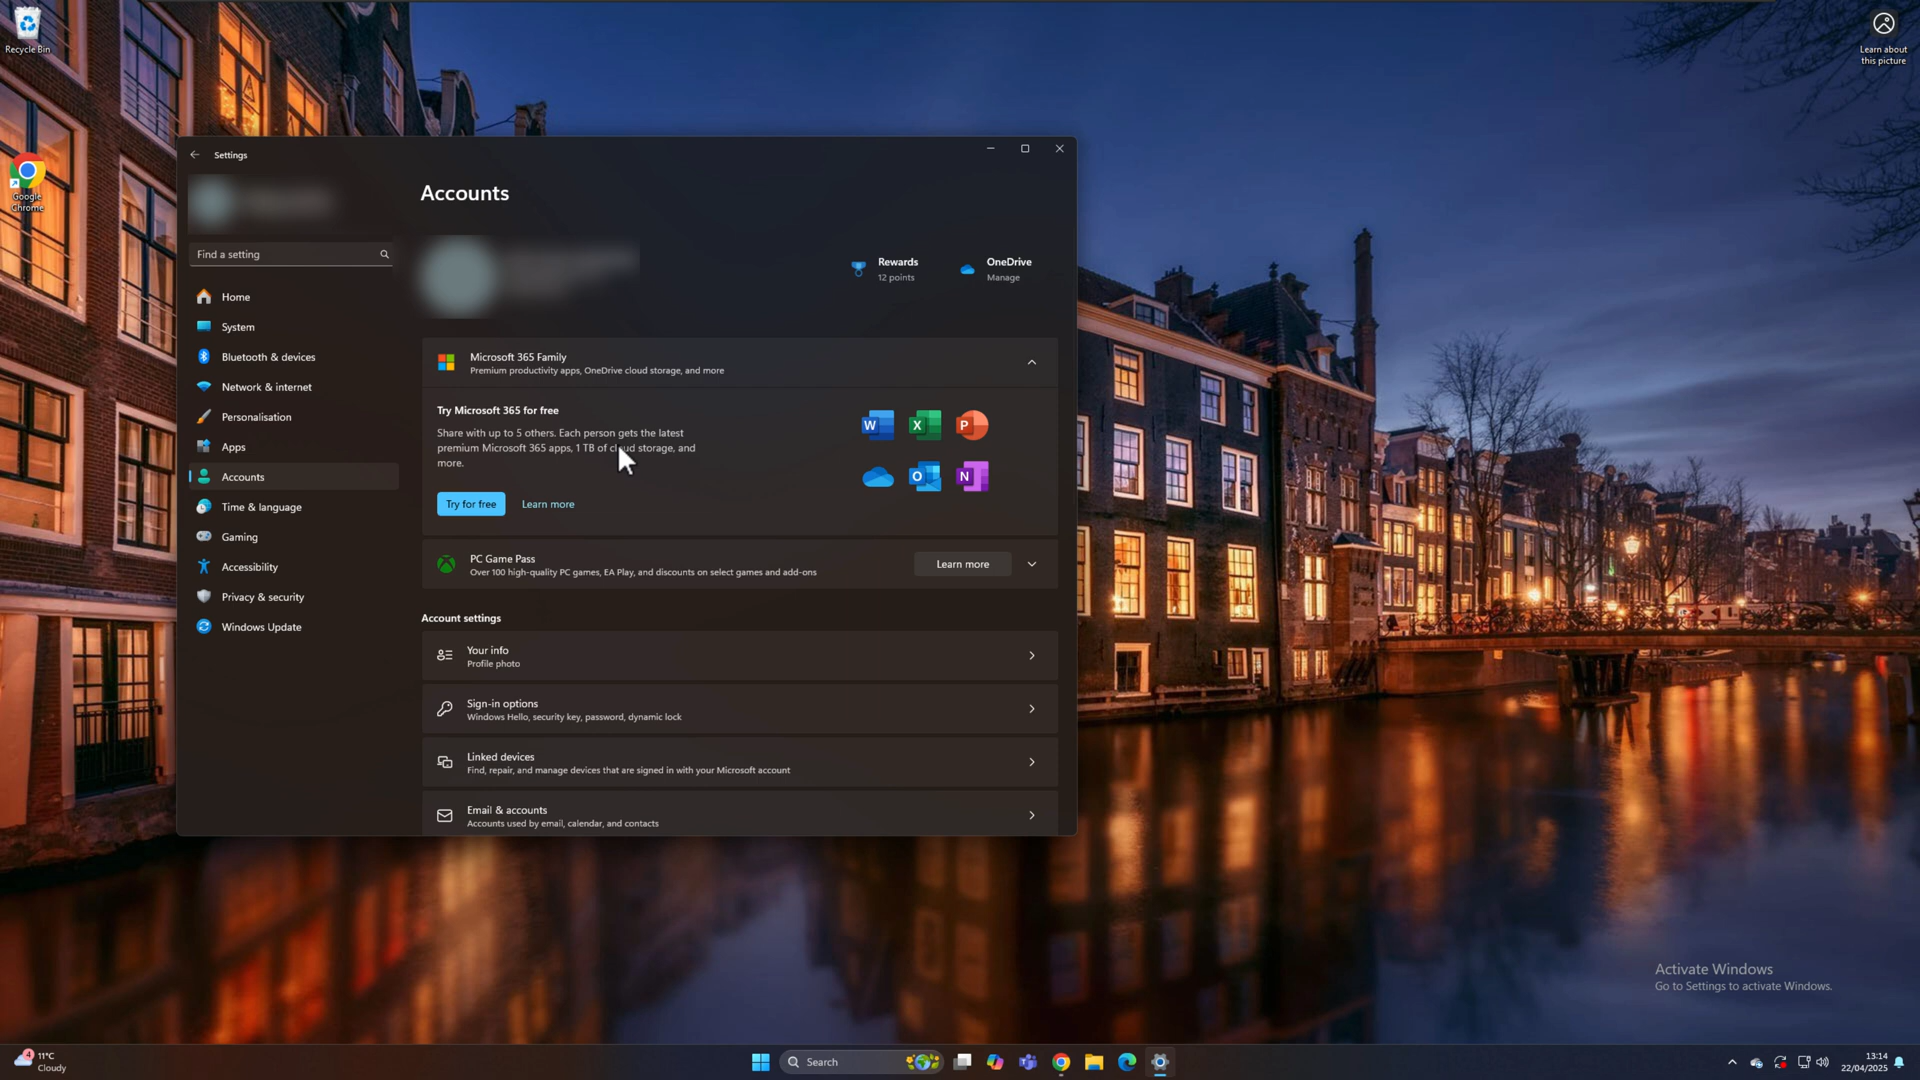 Recycle Bin
Learn about
this picture
Google
Chrome
Settings
Find a setting
Home
System
Bluetooth & devices
Network & internet
Personalisation
Apps
Accounts
Time & language
Gaming
Accessibility
Privacy & security
Windows Update
Accounts
Rewards
12 points
OneDrive
Manage
Microsoft 365 Family
Premium productivity apps, OneDrive cloud storage, and more
Try Microsoft 365 for free
Share with up to 5 others. Each person gets the latest
premium Microsoft 365 apps, 1 TB of cloud storage, and
more.
Try for free
Learn more
W
X
P
O
N
PC Game Pass
Over 100 high-quality PC games, EA Play, and discounts on select games and add-ons
Learn more
Account settings
Your info
Profile photo
Sign-in options
Windows Hello, security key, password, dynamic lock
Linked devices
Find, repair, and manage devices that are signed in with your Microsoft account
Email & accounts
Accounts used by email, calendar, and contacts
Activate Windows
Go to Settings to activate Windows.
4
11°C
Cloudy
Search
13:14
22/04/2025